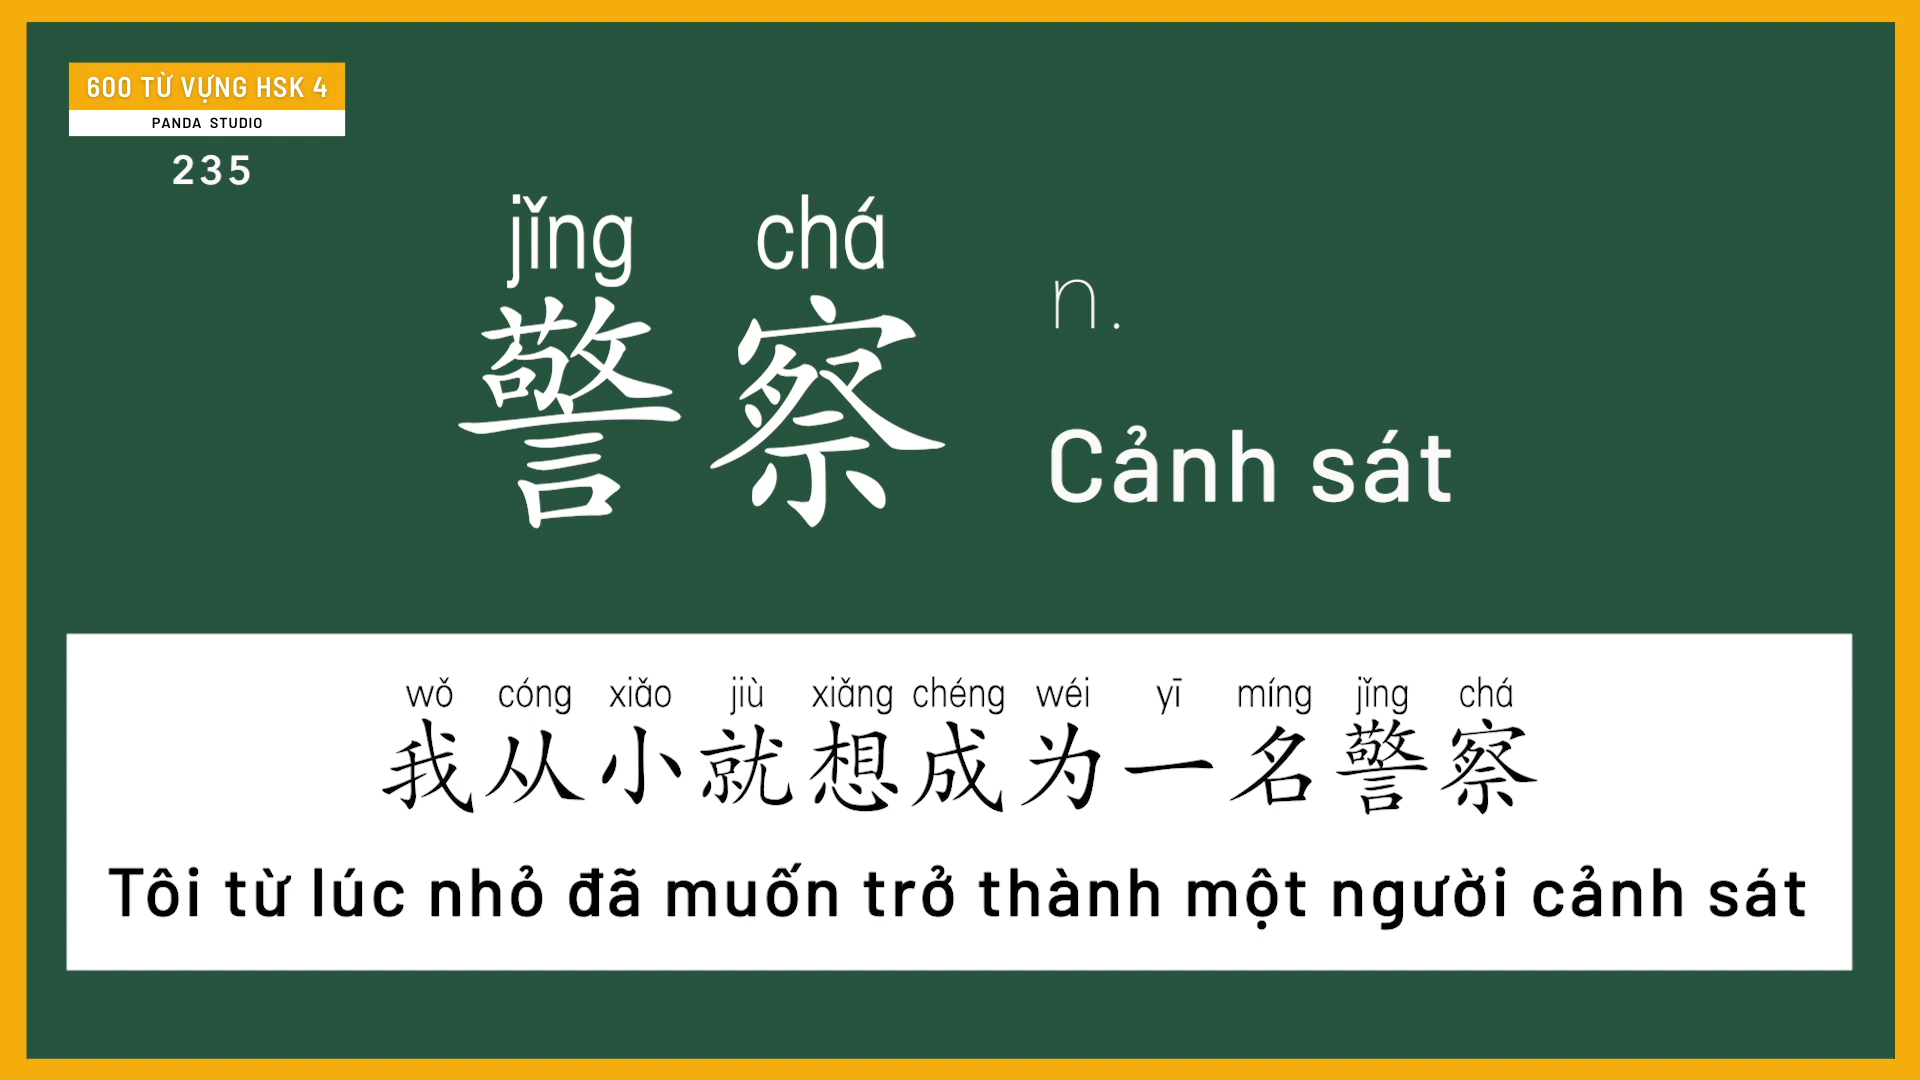 600 TỪ VỰNG HSK 4
PANDA STUDIO
235
jǐng chá
警察
n.
Cảnh sát
wǒ cóng xiǎo jiù xiǎng chéng wéi yī míng jǐng chá
我从小就想成为一名警察
Tôi từ lúc nhỏ đã muốn trở thành một người cảnh sát